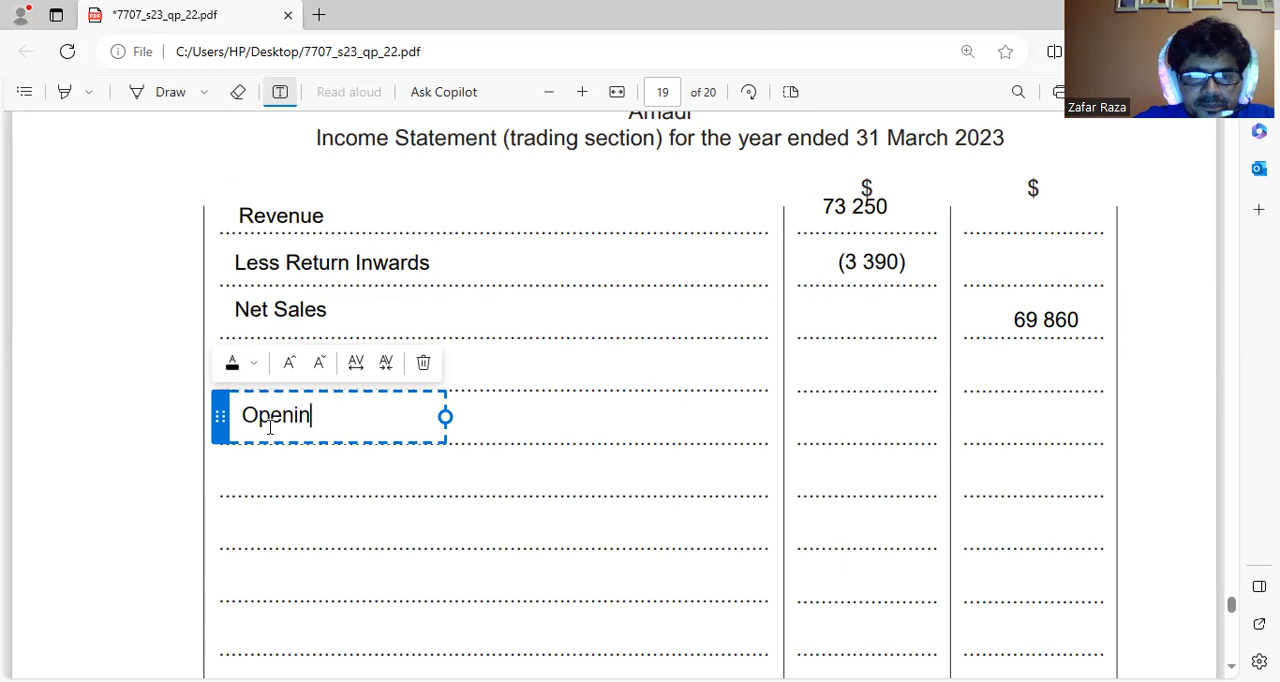 *7707_s23_qp_22.pdf
File
C:/Users/HP/Desktop/7707_s23_qp_22.pdf
Draw
Read aloud
Ask Copilot
19
of 20
Zafar Raza
Amadi
Income Statement (trading section) for the year ended 31 March 2023
$ $
Revenue 73 250
Less Return Inwards (3 390)
Net Sales 69 860
Openin